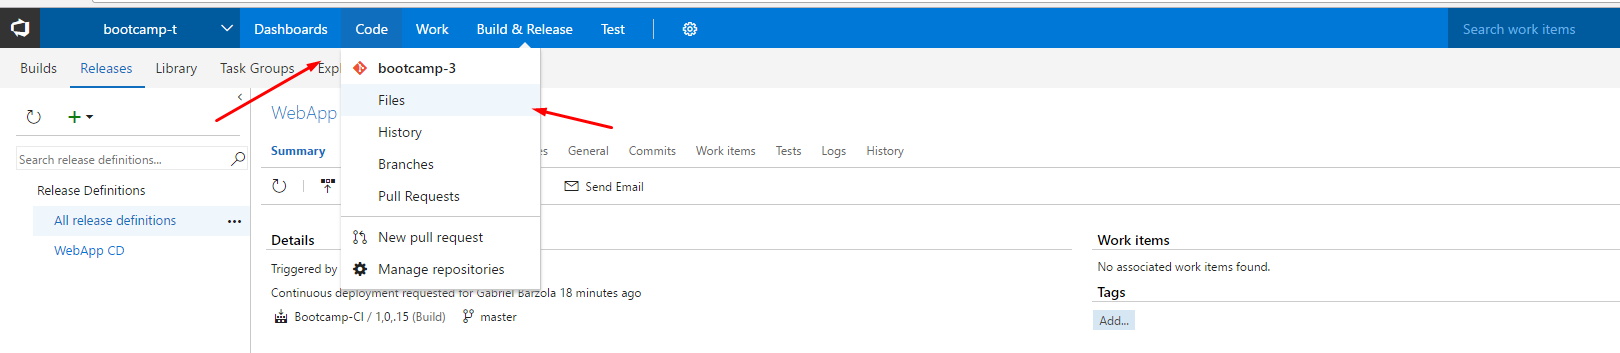 bootcamp-t Dashboards Code Work Build & Release Test Search work items
Builds Releases Library Task Groups Expl
bootcamp-3
Files
History
Branches
Pull Requests
New pull request
Manage repositories
Search release definitions...
Release Definitions
All release definitions ...
WebApp CD
WebApp
Summary es General Commits Work items Tests Logs History
Send Email
Details
Triggered by
Continuous deployment requested for Gabriel Barzola 18 minutes ago
Bootcamp-CI / 1,0,.15 (Build) master
Work items
No associated work items found.
Tags
Add...